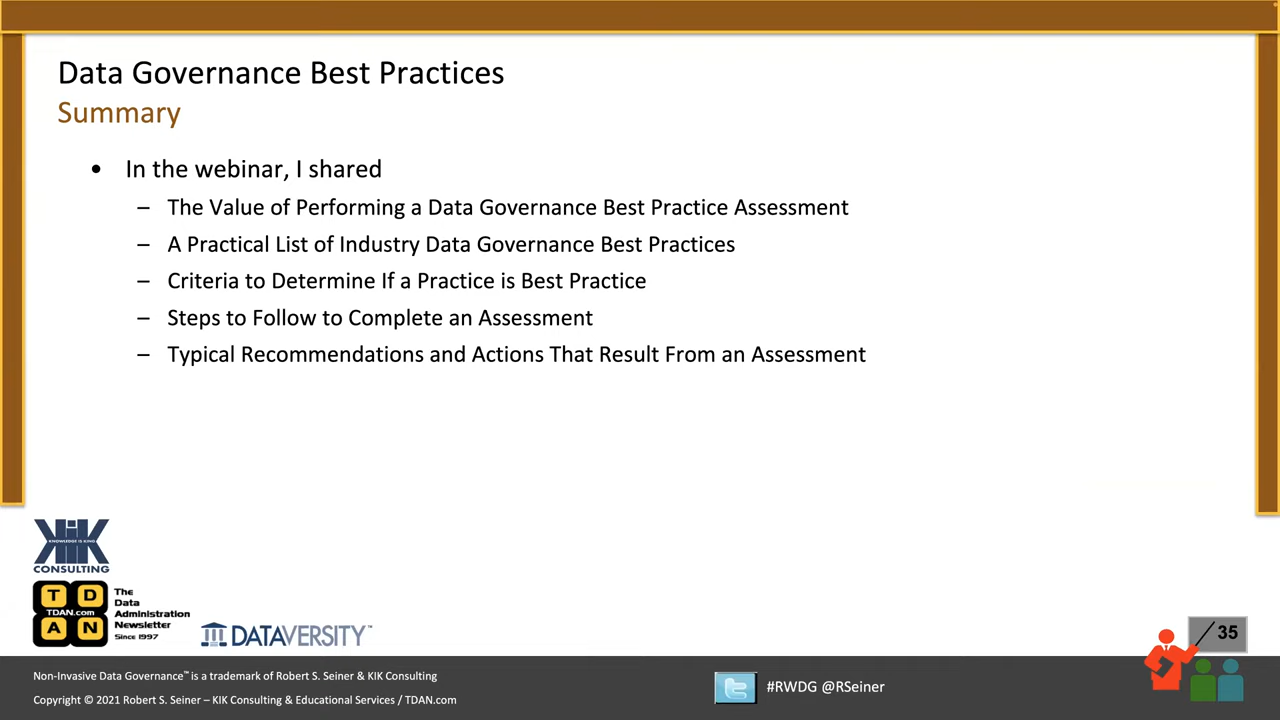 Data Governance Best Practices
Summary
• In the webinar, I shared
– The Value of Performing a Data Governance Best Practice Assessment
– A Practical List of Industry Data Governance Best Practices
– Criteria to Determine If a Practice is Best Practice
– Steps to Follow to Complete an Assessment
– Typical Recommendations and Actions That Result From an Assessment
KIK
KNOWLEDGE IS KING
CONSULTING
T D
TDAN.com
A N
The
Data
Administration
Newsletter
Since 1997
DATAVERSITY™
35
Non-Invasive Data Governance™ is a trademark of Robert S. Seiner & KIK Consulting
Copyright © 2021 Robert S. Seiner – KIK Consulting & Educational Services / TDAN.com
#RWDG @RSeiner